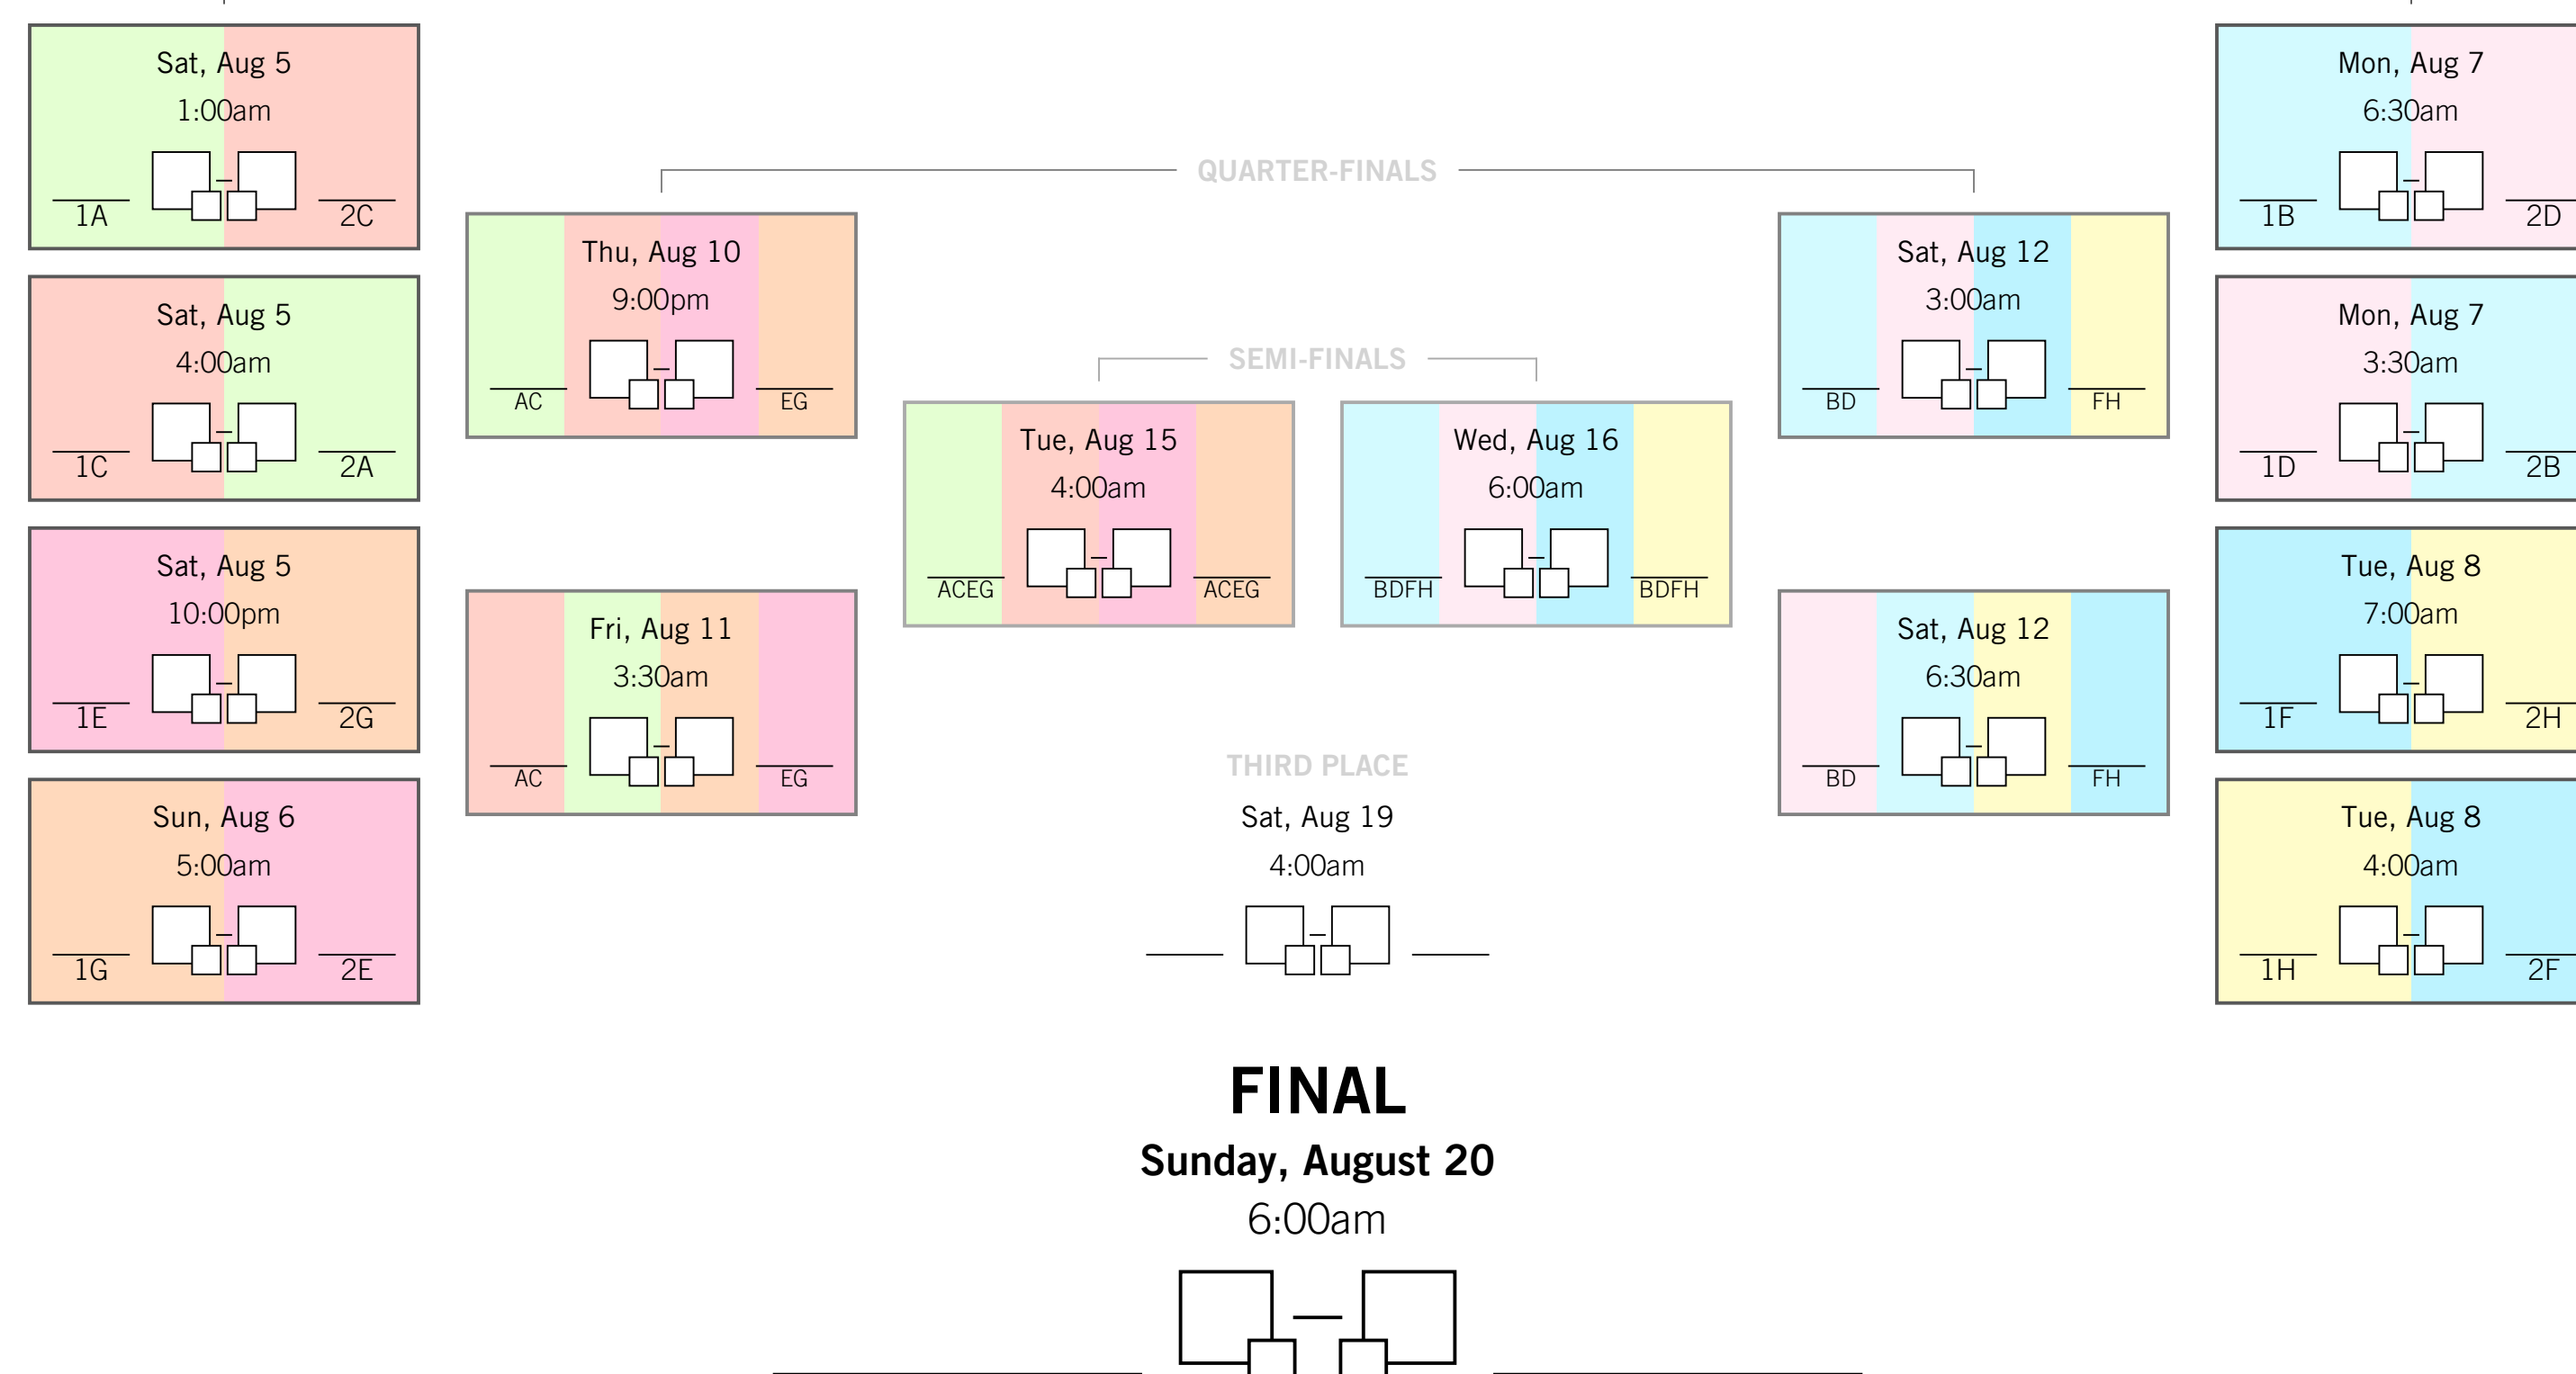 Sat, Aug 5
1:00am
1A – 2C
Sat, Aug 5
4:00am
1C – 2A
Sat, Aug 5
10:00pm
1E – 2G
Sun, Aug 6
5:00am
1G – 2E
QUARTER-FINALS
Thu, Aug 10
9:00pm
AC – EG
Fri, Aug 11
3:30am
AC – EG
SEMI-FINALS
Tue, Aug 15
4:00am
ACEG – ACEG
Wed, Aug 16
6:00am
BDFH – BDFH
Sat, Aug 12
3:00am
BD – FH
Sat, Aug 12
6:30am
BD – FH
Mon, Aug 7
6:30am
1B – 2D
Mon, Aug 7
3:30am
1D – 2B
Tue, Aug 8
7:00am
1F – 2H
Tue, Aug 8
4:00am
1H – 2F
THIRD PLACE
Sat, Aug 19
4:00am
–
FINAL
Sunday, August 20
6:00am
–